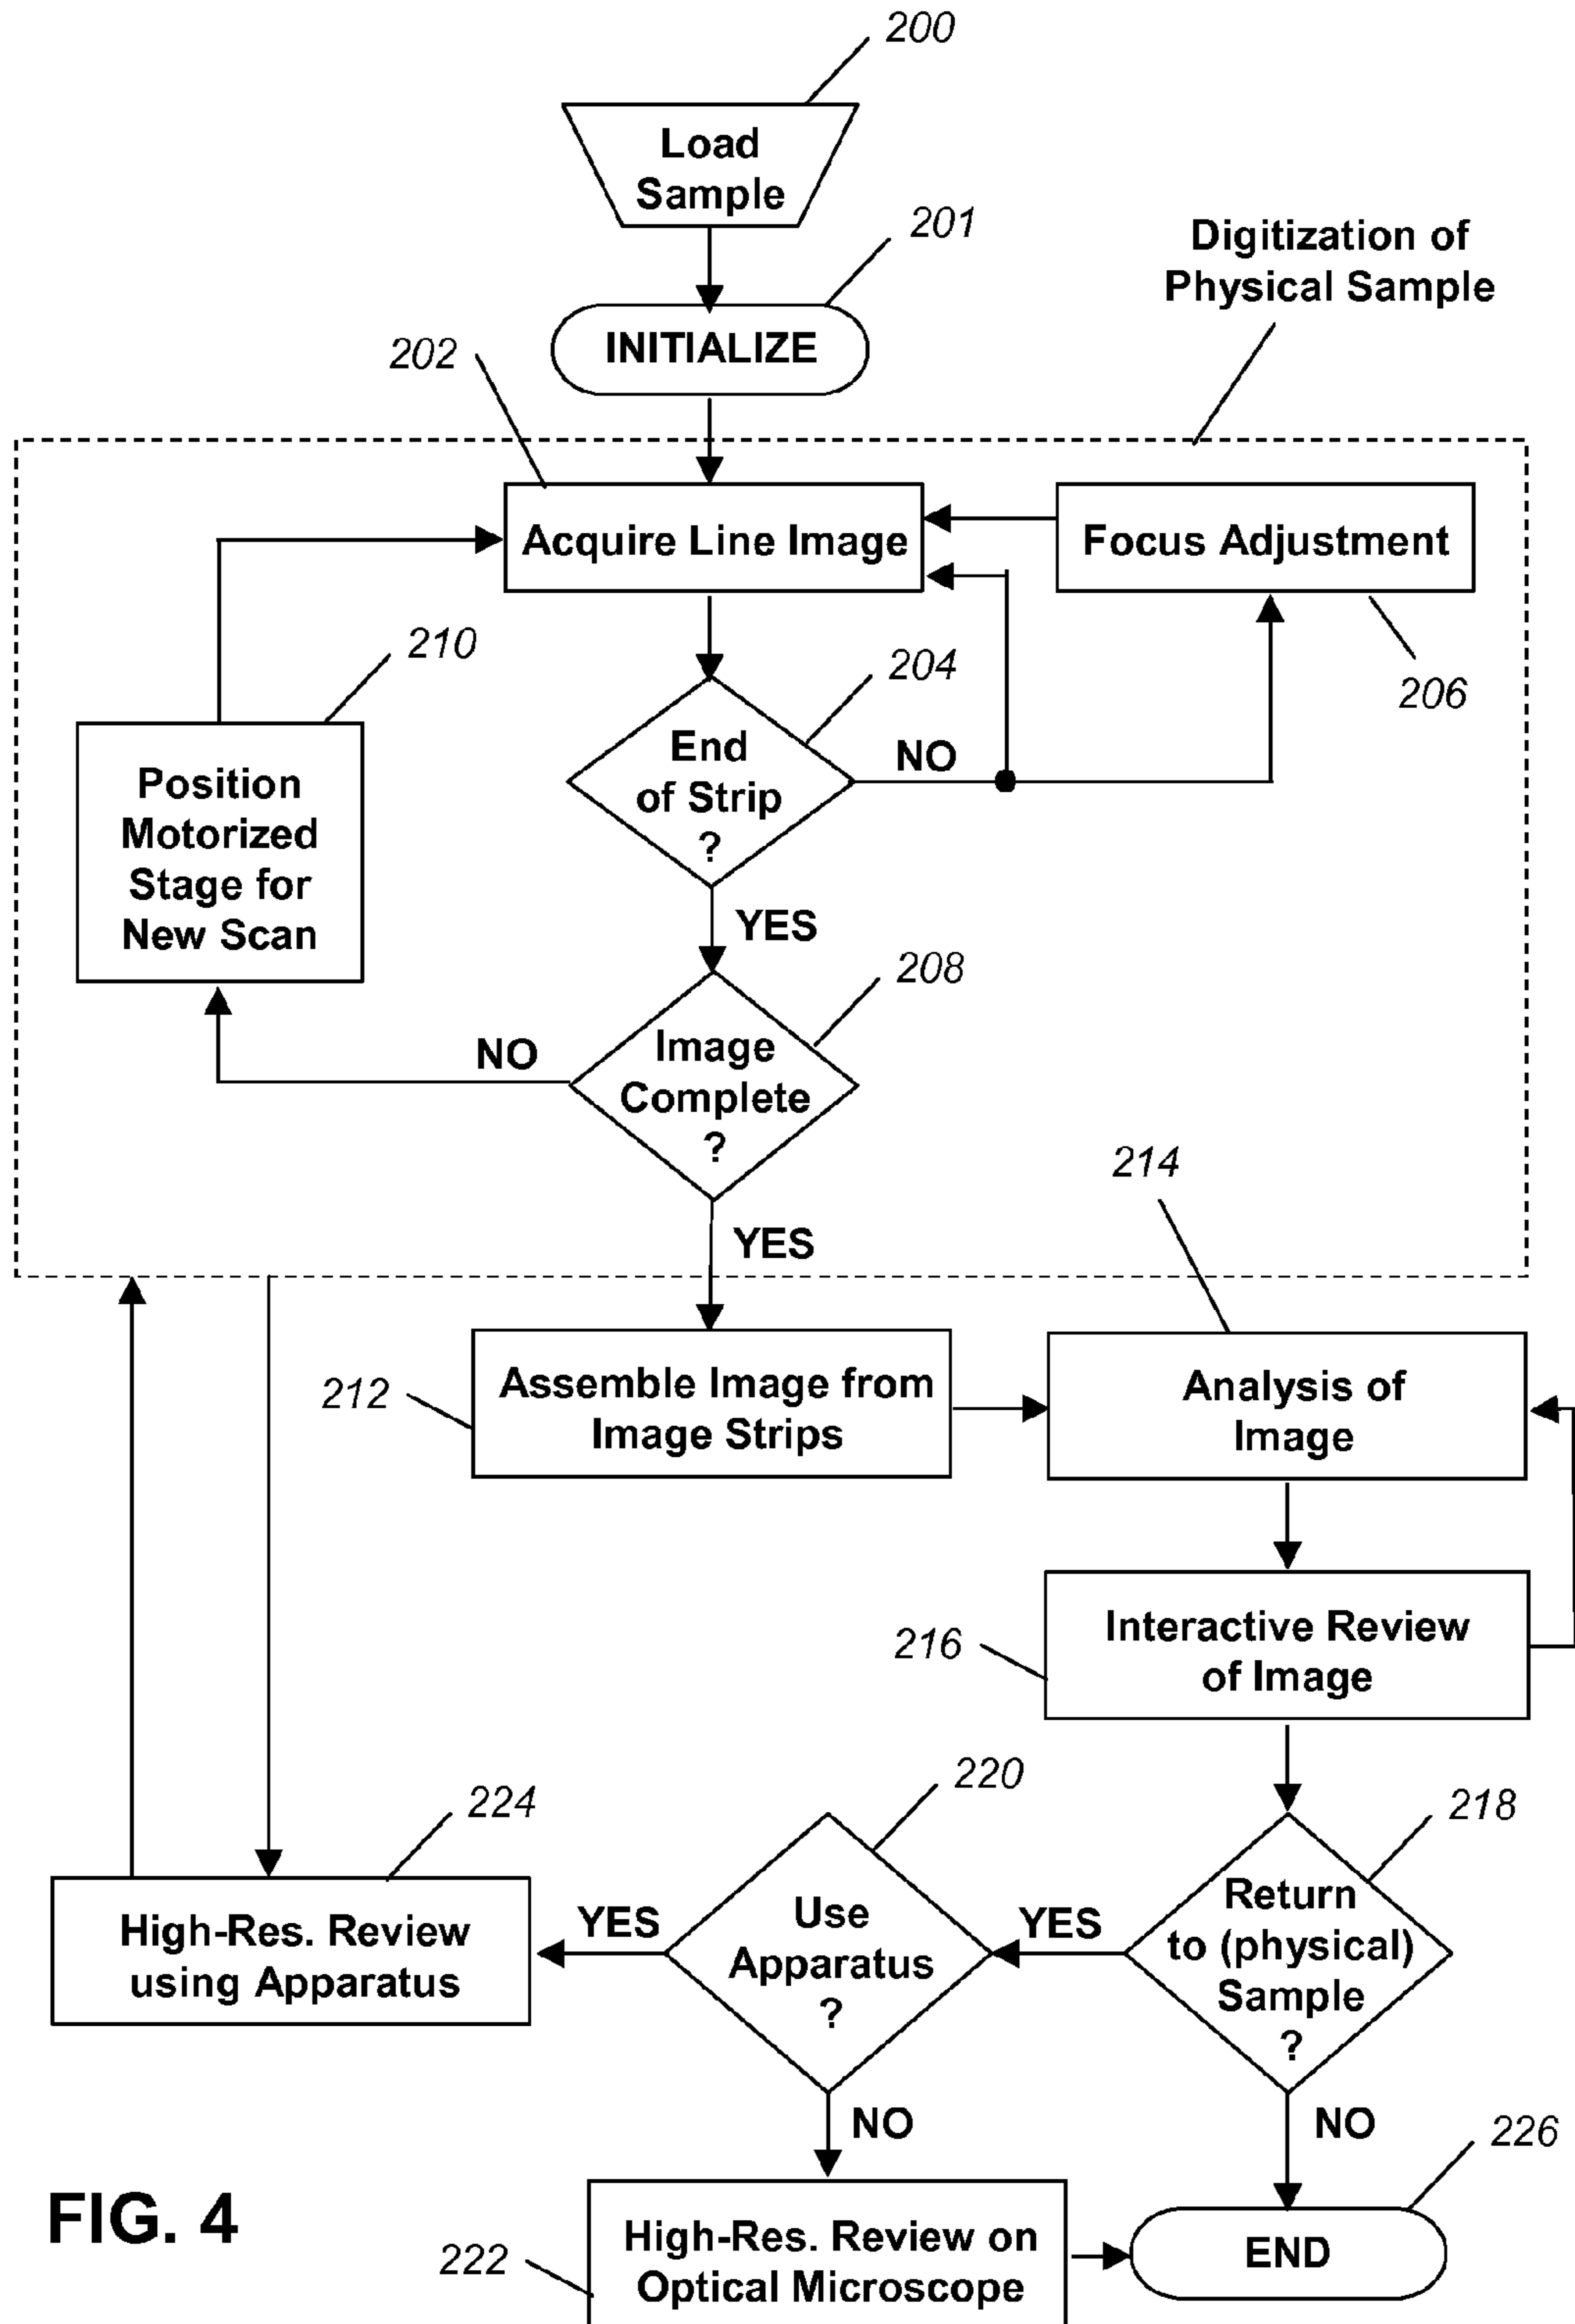 200
Load
Sample
201
INITIALIZE
Digitization of
Physical Sample
202
Acquire Line Image
Focus Adjustment
206
210
Position
Motorized
Stage for
New Scan
204
End
of Strip
?
NO
YES
208
Image
Complete
?
NO
YES
212
Assemble Image from
Image Strips
214
Analysis of
Image
216
Interactive Review
of Image
218
Return
to (physical)
Sample
?
YES
NO
220
Use
Apparatus
?
YES
NO
224
High-Res. Review
using Apparatus
222
High-Res. Review on
Optical Microscope
226
END
FIG. 4